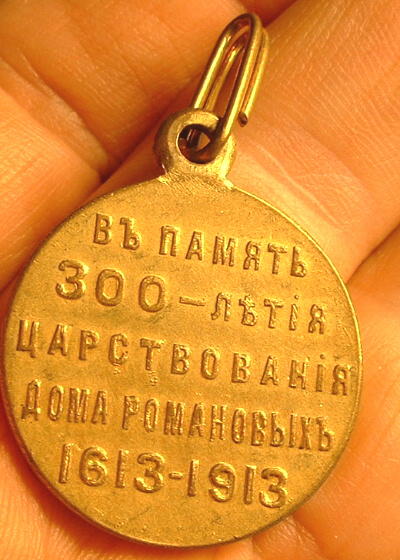 ВЪ ПАМЯТЬ
300–ЛѢТІЯ
ЦАРСТВОВАНІЯ
ДОМА РОМАНОВЫХЪ
1613-1913